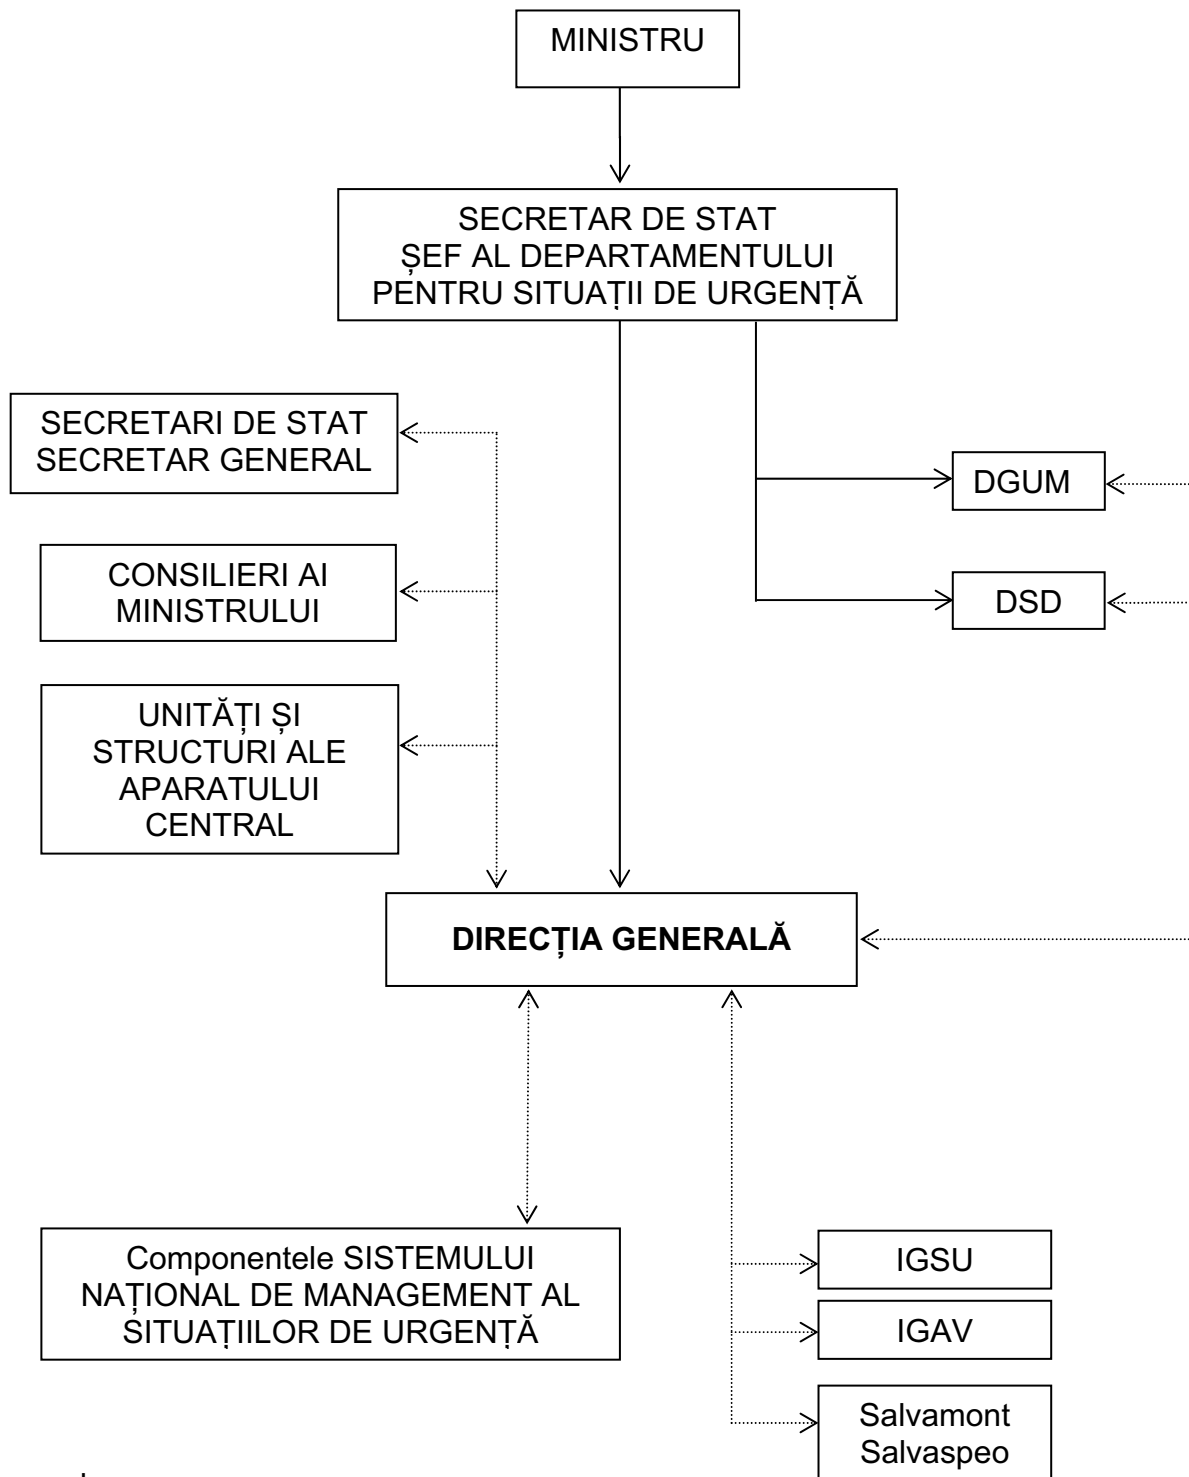 MINISTRU
SECRETAR DE STAT
ȘEF AL DEPARTAMENTULUI
PENTRU SITUAȚII DE URGENȚĂ
SECRETARI DE STAT
SECRETAR GENERAL
DGUM
CONSILIERI AI
MINISTRULUI
DSD
UNITĂȚI ȘI
STRUCTURI ALE
APARATULUI
CENTRAL
DIRECȚIA GENERALĂ
Componentele SISTEMULUI
NAȚIONAL DE MANAGEMENT AL
SITUAȚIILOR DE URGENȚĂ
IGSU
IGAV
Salvamont
Salvaspeo